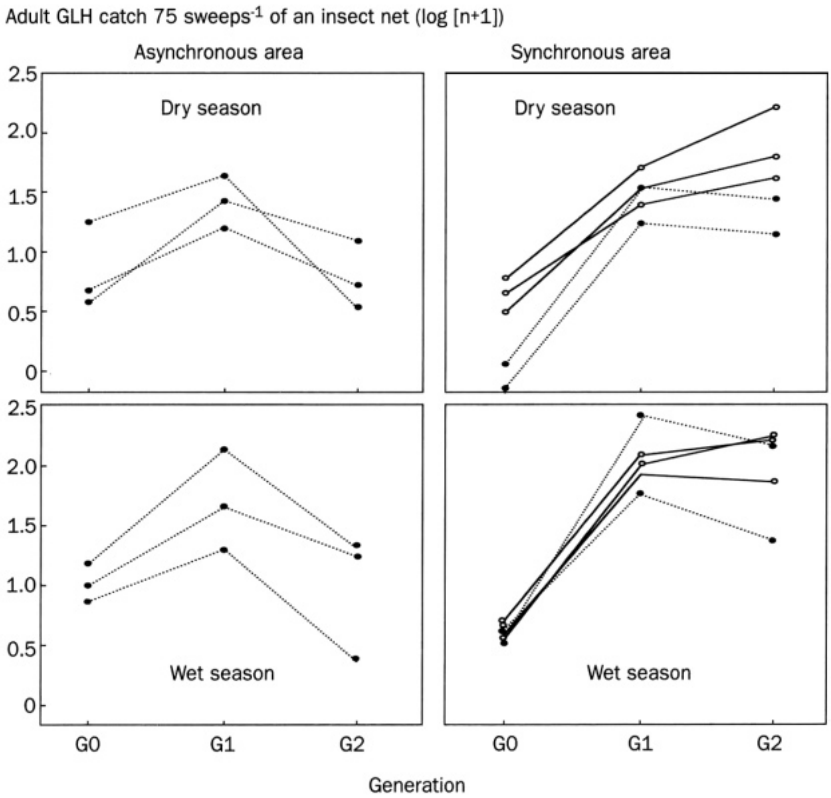 Adult GLH catch 75 sweeps⁻¹ of an insect net (log [n+1])
Asynchronous area
Synchronous area
2.5
2.0
1.5
1.0
0.5
0
Dry season
Dry season
2.5
2.0
1.5
1.0
0.5
0
Wet season
Wet season
G0 G1 G2
G0 G1 G2
Generation